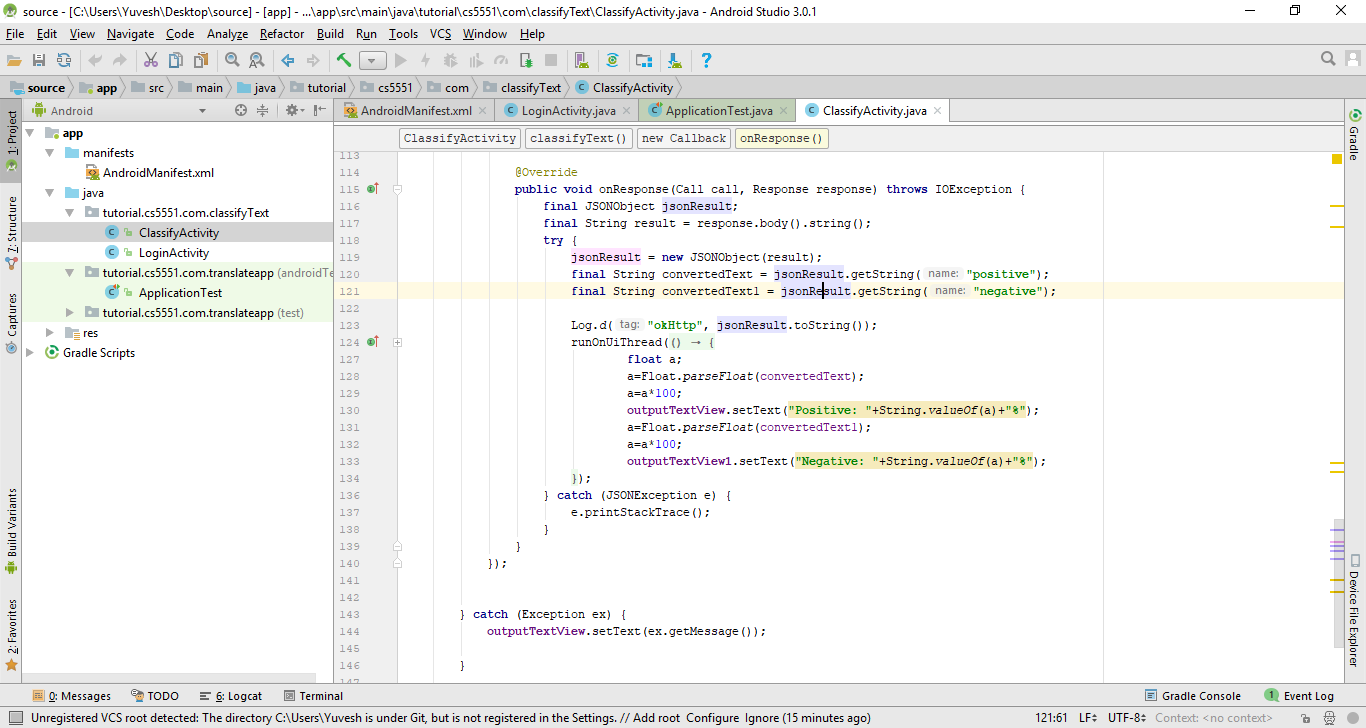 source - [C:\Users\Yuvesh\Desktop\source] - [app] - ...\app\src\main\java\tutorial\cs5551\com\classifyText\ClassifyActivity.java - Android Studio 3.0.1
File Edit View Navigate Code Analyze Refactor Build Run Tools VCS Window Help
source app src main java tutorial cs5551 com classifyText ClassifyActivity
Android AndroidManifest.xml LoginActivity.java ApplicationTest.java ClassifyActivity.java
1: Project
7: Structure
Captures
Build Variants
2: Favorites
app
manifests
AndroidManifest.xml
java
tutorial.cs5551.com.classifyText
ClassifyActivity
LoginActivity
tutorial.cs5551.com.translateapp (androidTe
ApplicationTest
tutorial.cs5551.com.translateapp (test)
res
Gradle Scripts
ClassifyActivity classifyText() new Callback onResponse()
113
114 @Override
115 public void onResponse(Call call, Response response) throws IOException {
116 final JSONObject jsonResult;
117 final String result = response.body().string();
118 try {
119 jsonResult = new JSONObject(result);
120 final String convertedText = jsonResult.getString( name: "positive");
121 final String convertedText1 = jsonResult.getString( name: "negative");
122
123 Log.d( tag: "okHttp", jsonResult.toString());
124 runOnUiThread(() → {
127 float a;
128 a=Float.parseFloat(convertedText);
129 a=a*100;
130 outputTextView.setText("Positive: "+String.valueOf(a)+"%");
131 a=Float.parseFloat(convertedText1);
132 a=a*100;
133 outputTextView1.setText("Negative: "+String.valueOf(a)+"%");
134 });
136 } catch (JSONException e) {
137 e.printStackTrace();
138 }
139 }
140 });
141
142
143 } catch (Exception ex) {
144 outputTextView.setText(ex.getMessage());
145
146 }
147
Gradle
Device File Explorer
0: Messages TODO 6: Logcat Terminal Gradle Console 1 Event Log
Unregistered VCS root detected: The directory C:\Users\Yuvesh is under Git, but is not registered in the Settings. // Add root Configure Ignore (15 minutes ago) 121:61 LF UTF-8 Context: <no context>